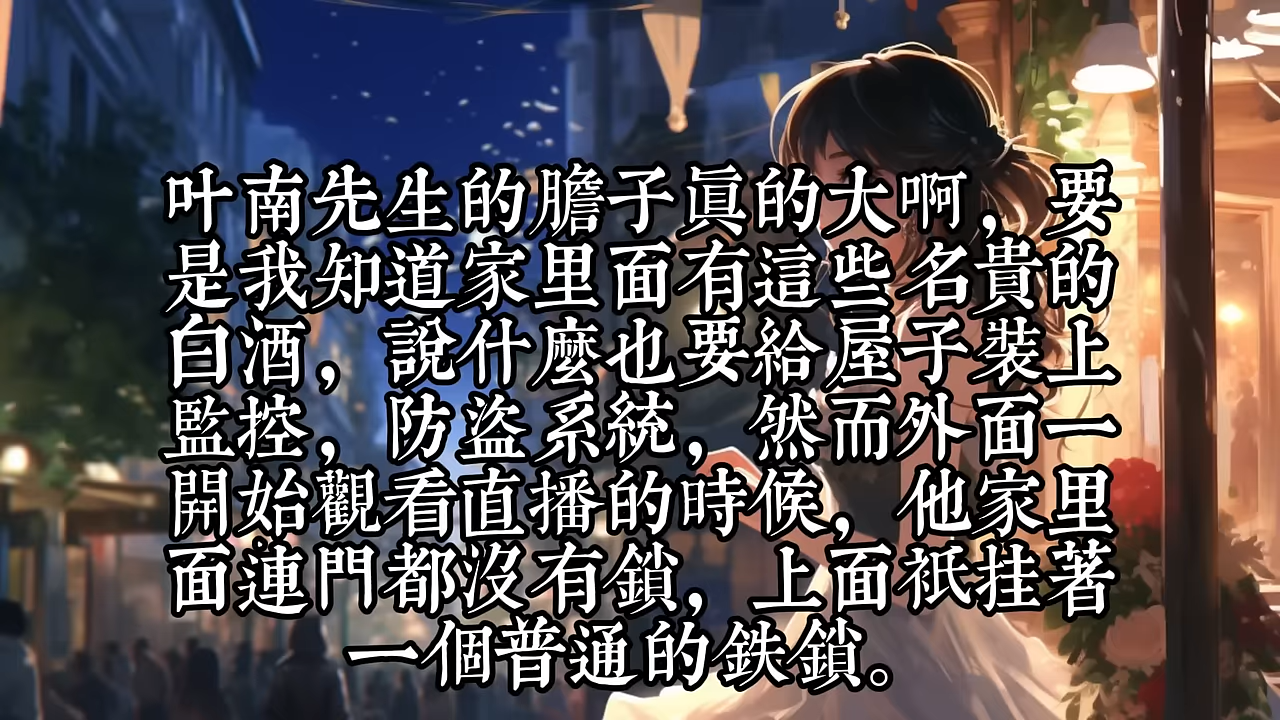 叶南先生的膽子眞的大啊，要
是我知道家里面有這些名貴的
白酒，說什麼也要給屋子裝上
監控，防盜系統，然而外面一
開始觀看直播的時候，他家里
面連門都沒有鎖，上面衹挂著
一個普通的鉄鎖。